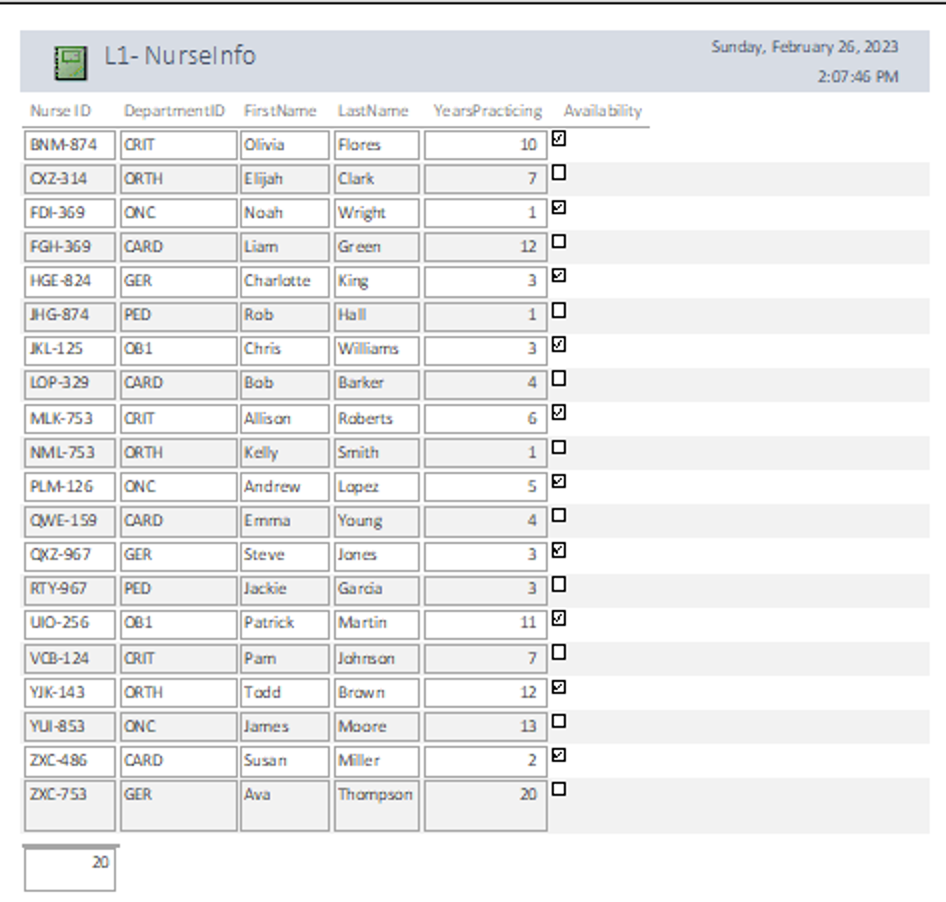 L1- NurseInfo
Sunday, February 26, 2023
2:07:46 PM
Nurse ID DepartmentID FirstName LastName YearsPracticing Availability
BNM-874 CRIT Olivia Flores 10
CXZ-314 ORTH Elijah Clark 7
FDI-369 ONC Noah Wright 1
FGH-369 CARD Liam Green 12
HGE-824 GER Charlotte King 3
JHG-874 PED Rob Hall 1
JKL-125 OB1 Chris Williams 3
LOP-329 CARD Bob Barker 4
MLK-753 CRIT Allison Roberts 6
NML-753 ORTH Kelly Smith 1
PLM-126 ONC Andrew Lopez 5
QWE-159 CARD Emma Young 4
QXZ-967 GER Steve Jones 3
RTY-967 PED Jackie Garcia 3
UIO-256 OB1 Patrick Martin 11
VCB-124 CRIT Pam Johnson 7
YJK-143 ORTH Todd Brown 12
YUI-853 ONC James Moore 13
ZXC-486 CARD Susan Miller 2
ZXC-753 GER Ava Thompson 20
20